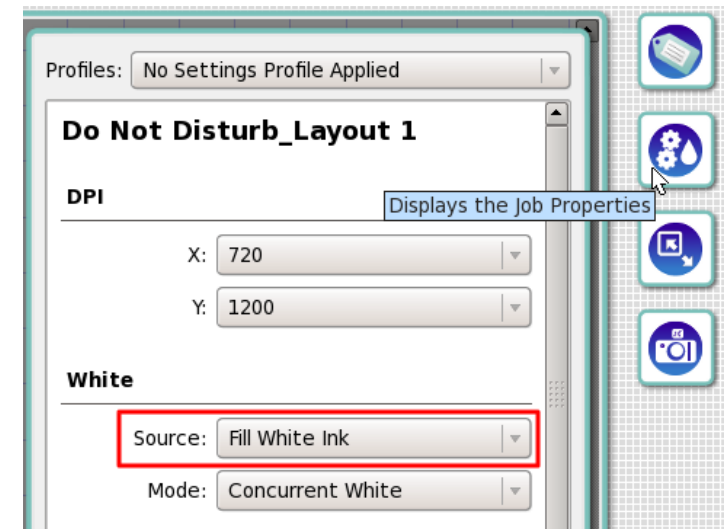 Profiles: No Settings Profile Applied
Do Not Disturb_Layout 1
DPI
Displays the Job Properties
X: 720
Y: 1200
White
Source: Fill White Ink
Mode: Concurrent White